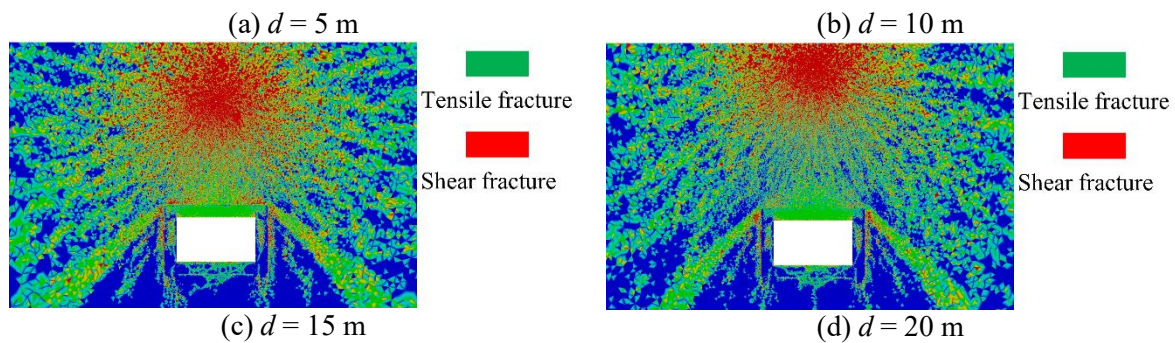 (a) d = 5 m
(b) d = 10 m
Tensile fracture
Shear fracture
Tensile fracture
Shear fracture
(c) d = 15 m
(d) d = 20 m